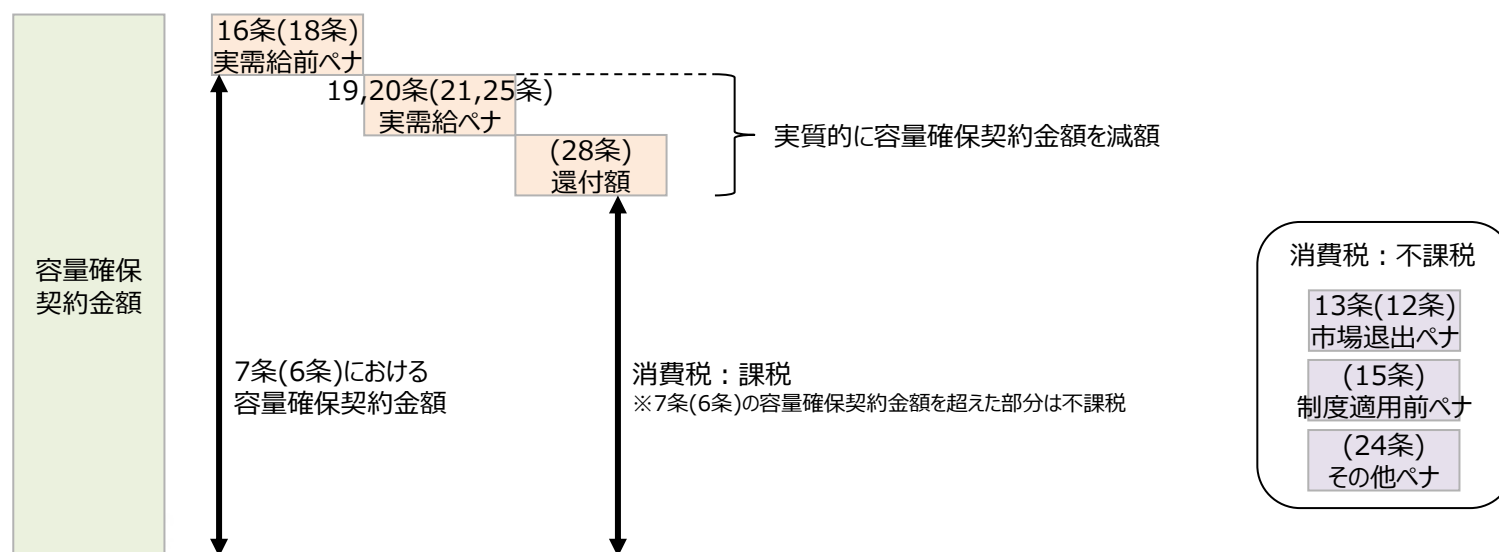 容量確保
契約金額
16条(18条)
実需給前ペナ
19,20条(21,25条)
実需給ペナ
(28条)
還付額
実質的に容量確保契約金額を減額
7条(6条)における
容量確保契約金額
消費税：課税
※7条(6条)の容量確保契約金額を超えた部分は不課税
消費税：不課税
13条(12条)
市場退出ペナ
(15条)
制度適用前ペナ
(24条)
その他ペナ